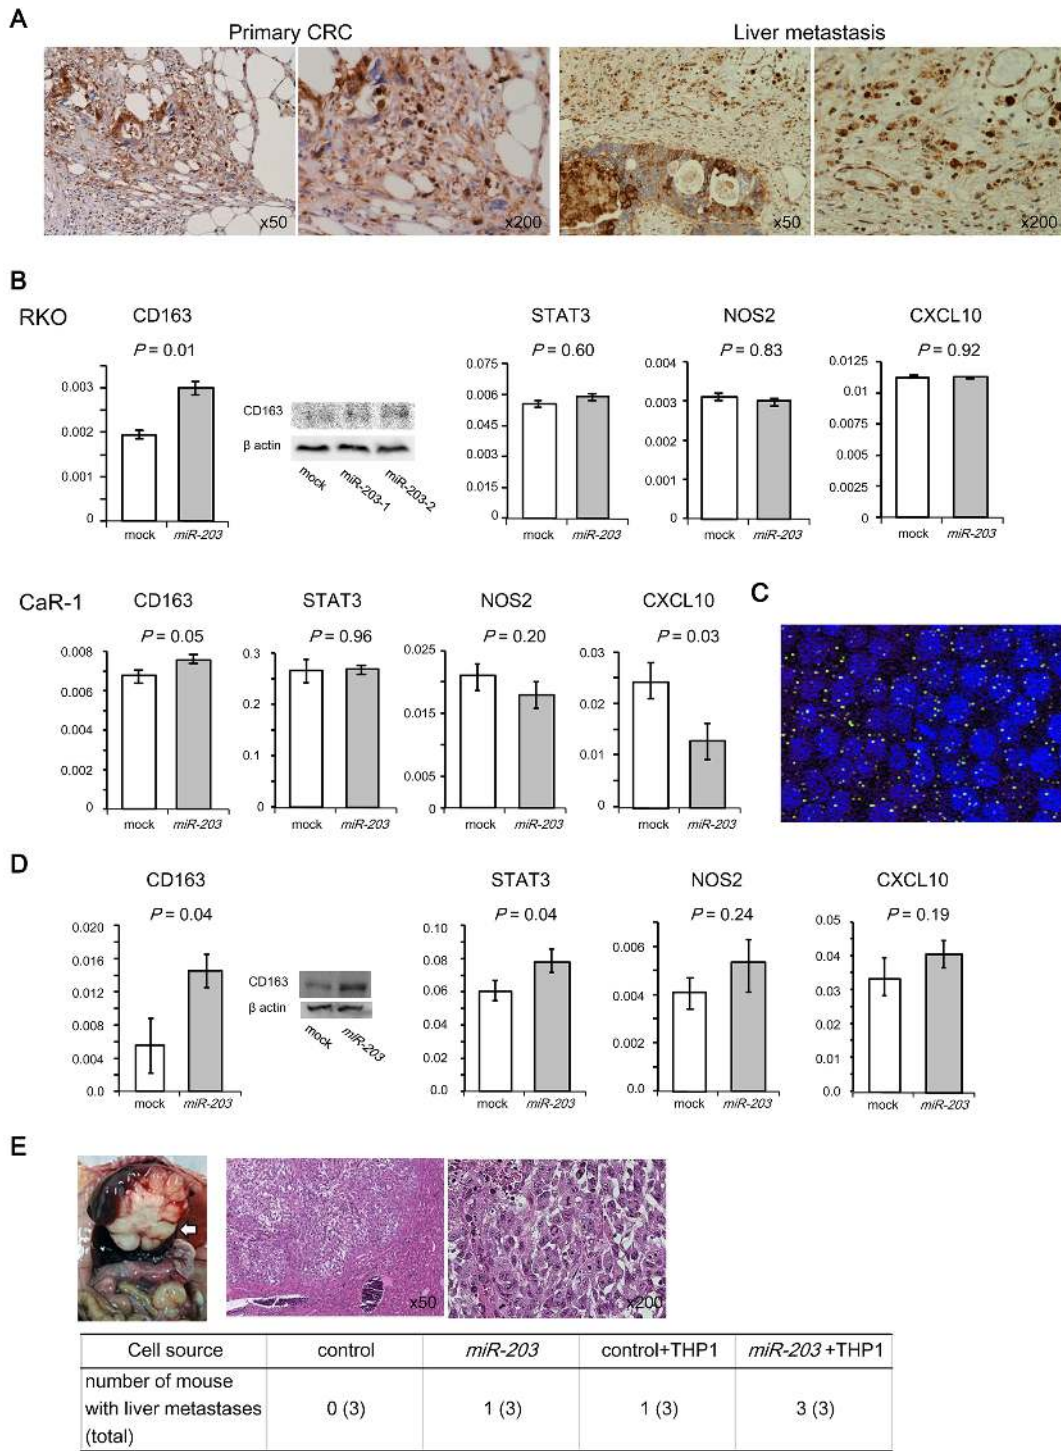 A
Primary CRC
Liver metastasis
x50
x200
x50
x200
B
RKO
CD163
P = 0.01
0.003
0.002
0.001
0
mock
miR-203
CD163
β actin
mock
miR-203-1
miR-203-2
STAT3
P = 0.60
0.075
0.006
0.045
0.030
0.015
0
mock
miR-203
NOS2
P = 0.83
0.004
0.003
0.002
0.001
0
mock
miR-203
CXCL10
P = 0.92
0.0125
0.01
0.0075
0.005
0.0025
0
mock
miR-203
CaR-1
CD163
P = 0.05
0.008
0.006
0.004
0.002
0
mock
miR-203
STAT3
P = 0.96
0.3
0.2
0.1
0
mock
miR-203
NOS2
P = 0.20
0.025
0.02
0.015
0.01
0.005
0
mock
miR-203
CXCL10
P = 0.03
0.03
0.02
0.01
0
mock
miR-203
C
D
CD163
P = 0.04
0.020
0.016
0.012
0.008
0.004
0.0
mock
miR-203
CD163
β actin
mock
miR-203
STAT3
P = 0.04
0.10
0.08
0.06
0.04
0.02
0.0
mock
miR-203
NOS2
P = 0.24
0.006
0.004
0.002
0.0
mock
miR-203
CXCL10
P = 0.19
0.05
0.04
0.03
0.02
0.01
0.0
mock
miR-203
E
x50
x200
Cell source control miR-203 control+THP1 miR-203 +THP1
number of mouse
with liver metastases 0 (3) 1 (3) 1 (3) 3 (3)
(total)